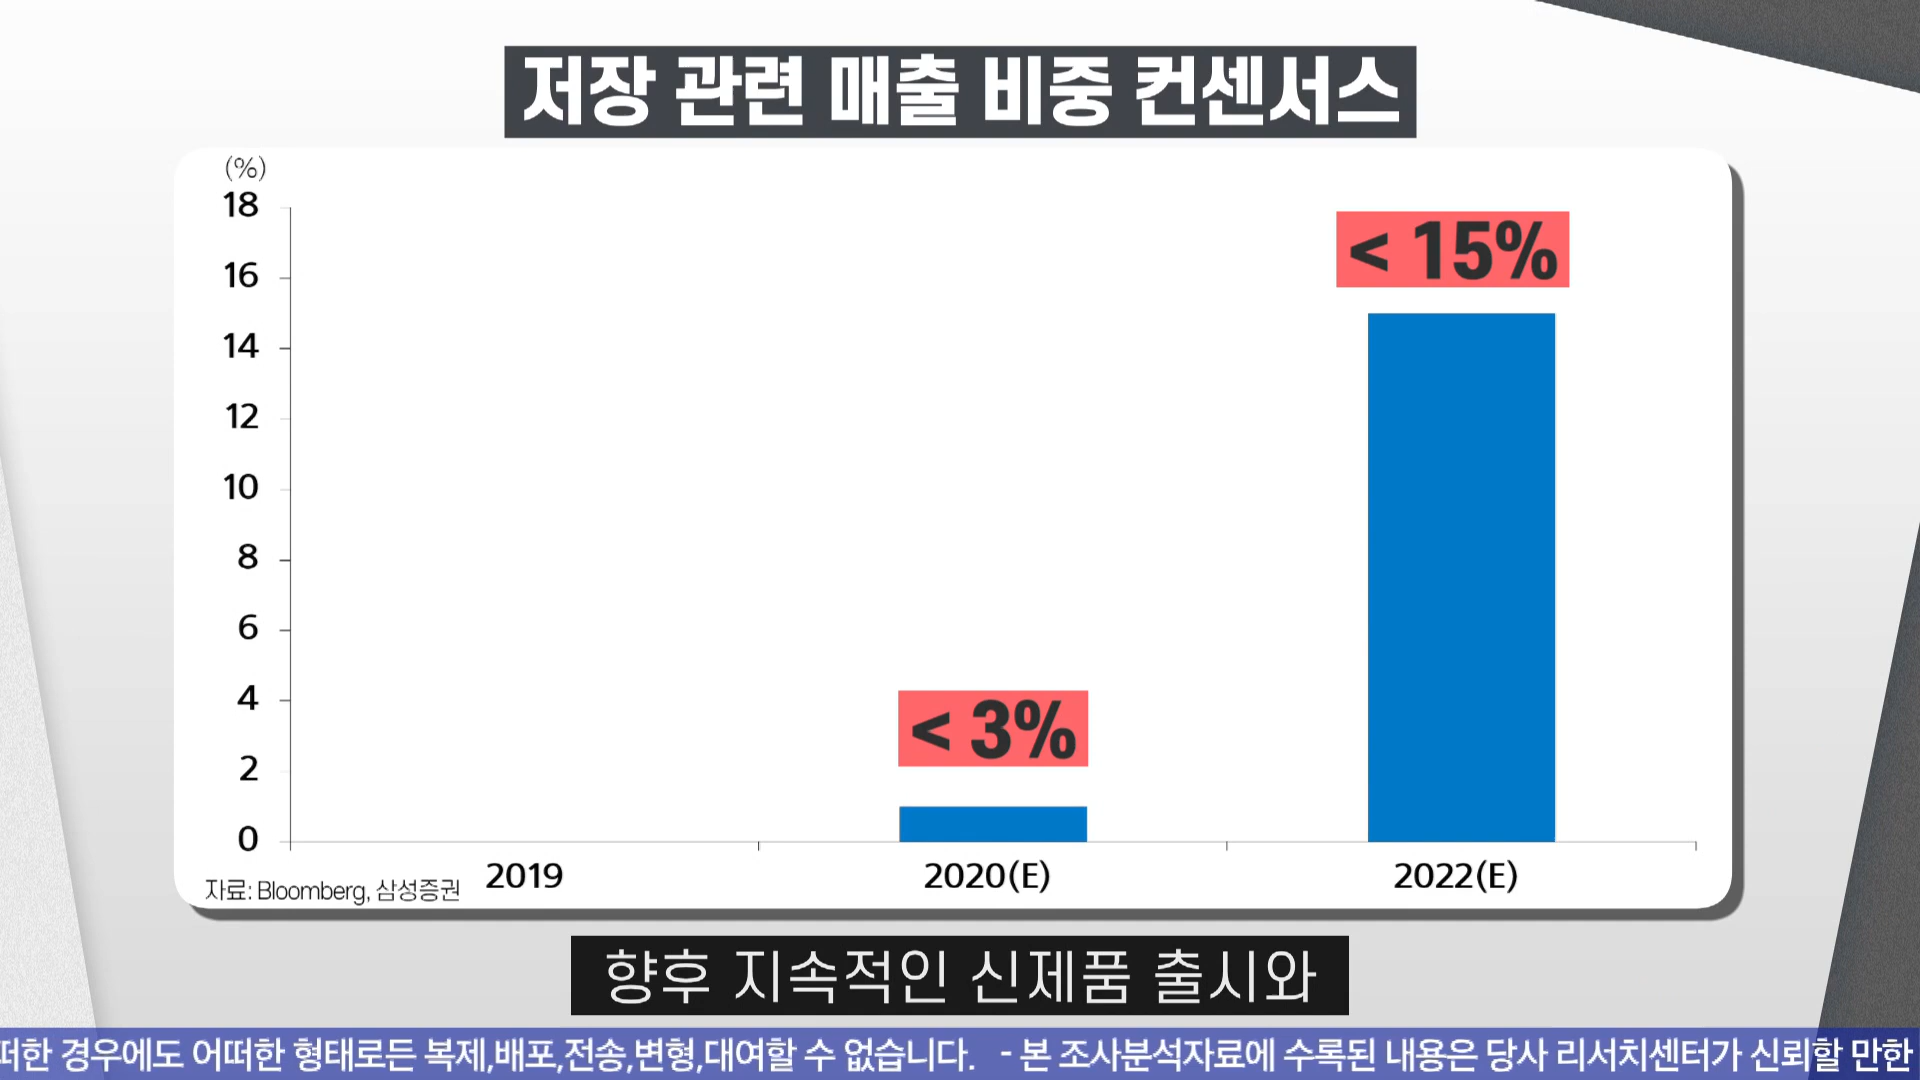 저장 관련 매출 비중 컨센서스
(%)
18
16
14
12
10
8
6
4
2
0
< 3%
< 15%
2019
2020(E)
2022(E)
자료: Bloomberg, 삼성증권
향후 지속적인 신제품 출시와
경우에도 어떠한 형태로든 복제,배포,전송,변형,대여할 수 없습니다. - 본 조사분석자료에 수록된 내용은 당사 리서치센터가 신뢰할 만한